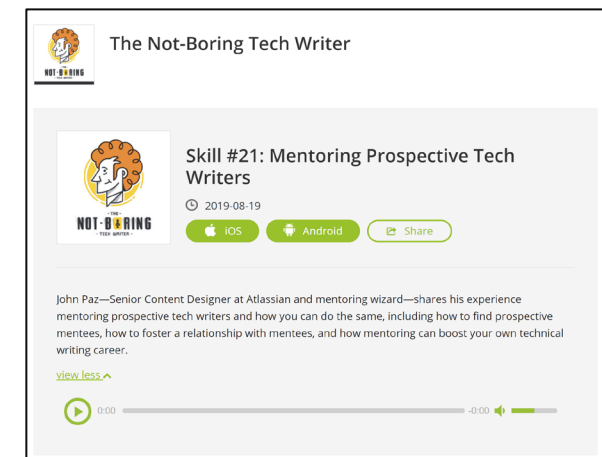 NOT-BORING
The Not-Boring Tech Writer
THE
NOT-BORING
TECH WRITER
Skill #21: Mentoring Prospective Tech
Writers
2019-08-19
iOS
Android
Share
John Paz—Senior Content Designer at Atlassian and mentoring wizard—shares his experience
mentoring prospective tech writers and how you can do the same, including how to find prospective
mentees, how to foster a relationship with mentees, and how mentoring can boost your own technical
writing career.
view less
0:00
-0:00